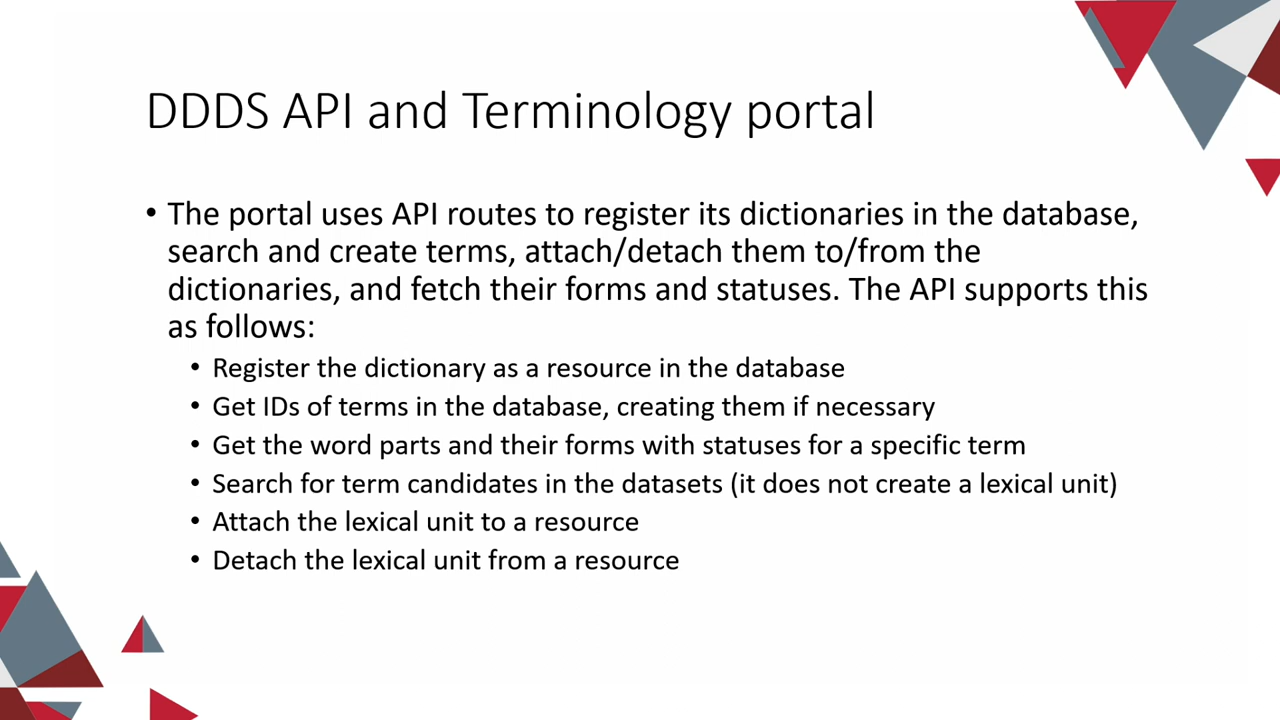 DDDS API and Terminology portal
• The portal uses API routes to register its dictionaries in the database,
search and create terms, attach/detach them to/from the
dictionaries, and fetch their forms and statuses. The API supports this
as follows:
• Register the dictionary as a resource in the database
• Get IDs of terms in the database, creating them if necessary
• Get the word parts and their forms with statuses for a specific term
• Search for term candidates in the datasets (it does not create a lexical unit)
• Attach the lexical unit to a resource
• Detach the lexical unit from a resource